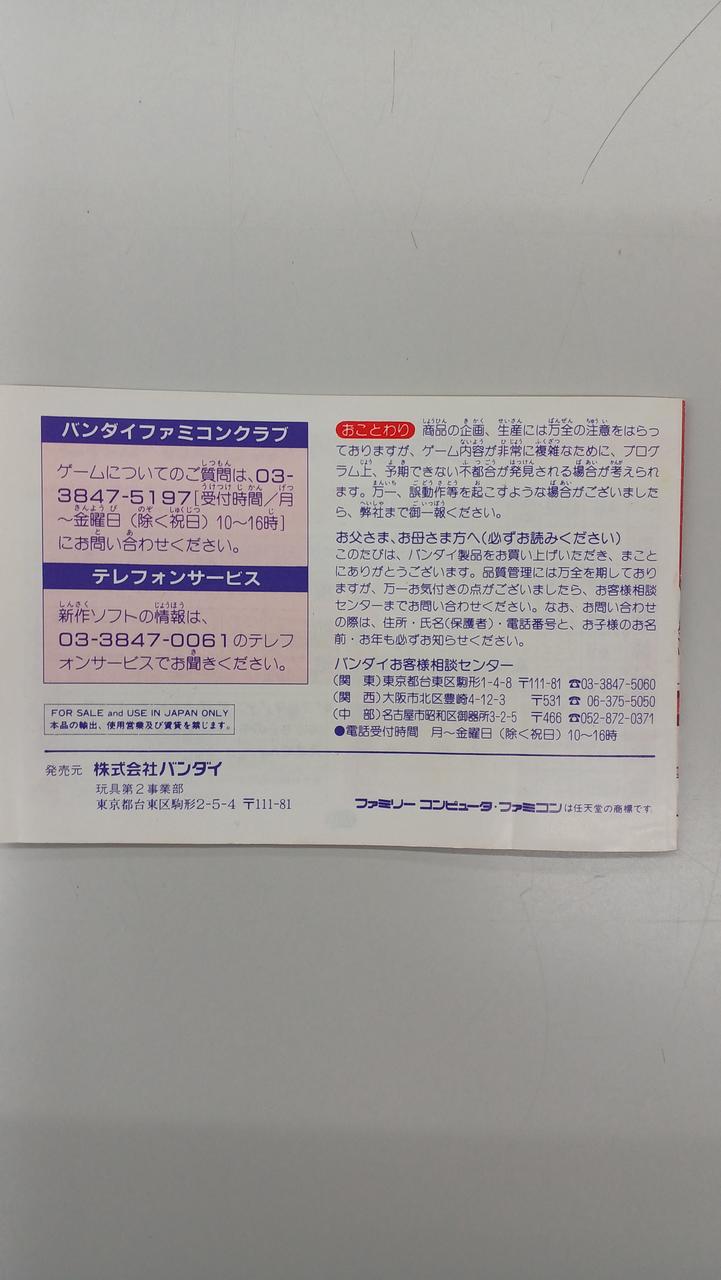 バンダイファミコンクラブ
ゲームについてのご質問は、03-
3847-5197[受付時間/月
～金曜日（除く祝日）10～16時]
にお問い合わせください。
テレフォンサービス
新作ソフトの情報は、
03-3847-0061のテレフ
ォンサービスでお聞きください。
FOR SALE and USE IN JAPAN ONLY
本品の輸出、使用営業及び賃貸を禁じます。
おことわり 商品の企画、生産には万全の注意をはらっ
ておりますが、ゲーム内容が非常に複雑なために、プログ
ラム上、予期できない不都合が発見される場合が考えられ
ます。万一、誤動作等を起こすような場合がございました
ら、弊社まで御一報ください。
お父さま、お母さま方へ(必ずお読みください)
このたびは、バンダイ製品をお買い上げいただき、まこと
にありがとうございます。品質管理には万全を期しており
ますが、万一お気付きの点がございましたら、お客様相談
センターまでお問い合わせください。なお、お問い合わせ
の際は、住所・氏名(保護者)・電話番号と、お子様のお名
前・お年も必ずお知らせください。
バンダイお客様相談センター
(関　東)東京都台東区駒形1-4-8 〒111-81 ☎03-3847-5060
(関　西)大阪市北区豊崎4-12-3 〒531 ☎ 06-375-5050
(中　部)名古屋市昭和区御器所3-2-5 〒466 ☎052-872-0371
●電話受付時間　月～金曜日（除く祝日）10～16時
発売元 株式会社バンダイ
玩具第2事業部
東京都台東区駒形2-5-4 〒111-81
ファミリーコンピュータ・ファミコンは任天堂の商標です。